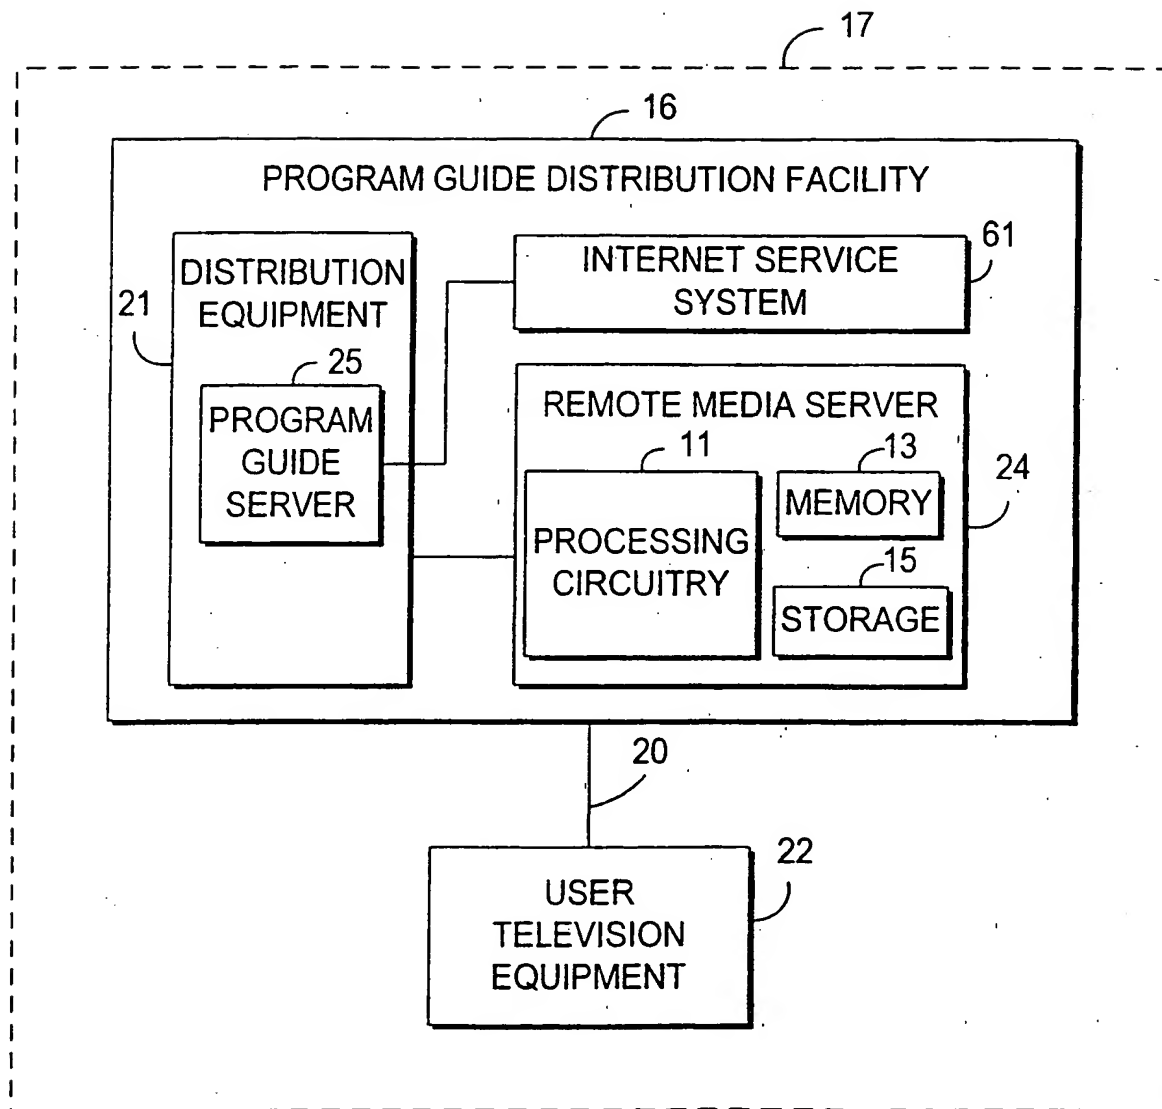 17
16
PROGRAM GUIDE DISTRIBUTION FACILITY
21
DISTRIBUTION
EQUIPMENT
25
PROGRAM
GUIDE
SERVER
INTERNET SERVICE
SYSTEM
61
REMOTE MEDIA SERVER
11
PROCESSING
CIRCUITRY
13
MEMORY
15
STORAGE
24
20
USER
TELEVISION
EQUIPMENT
22